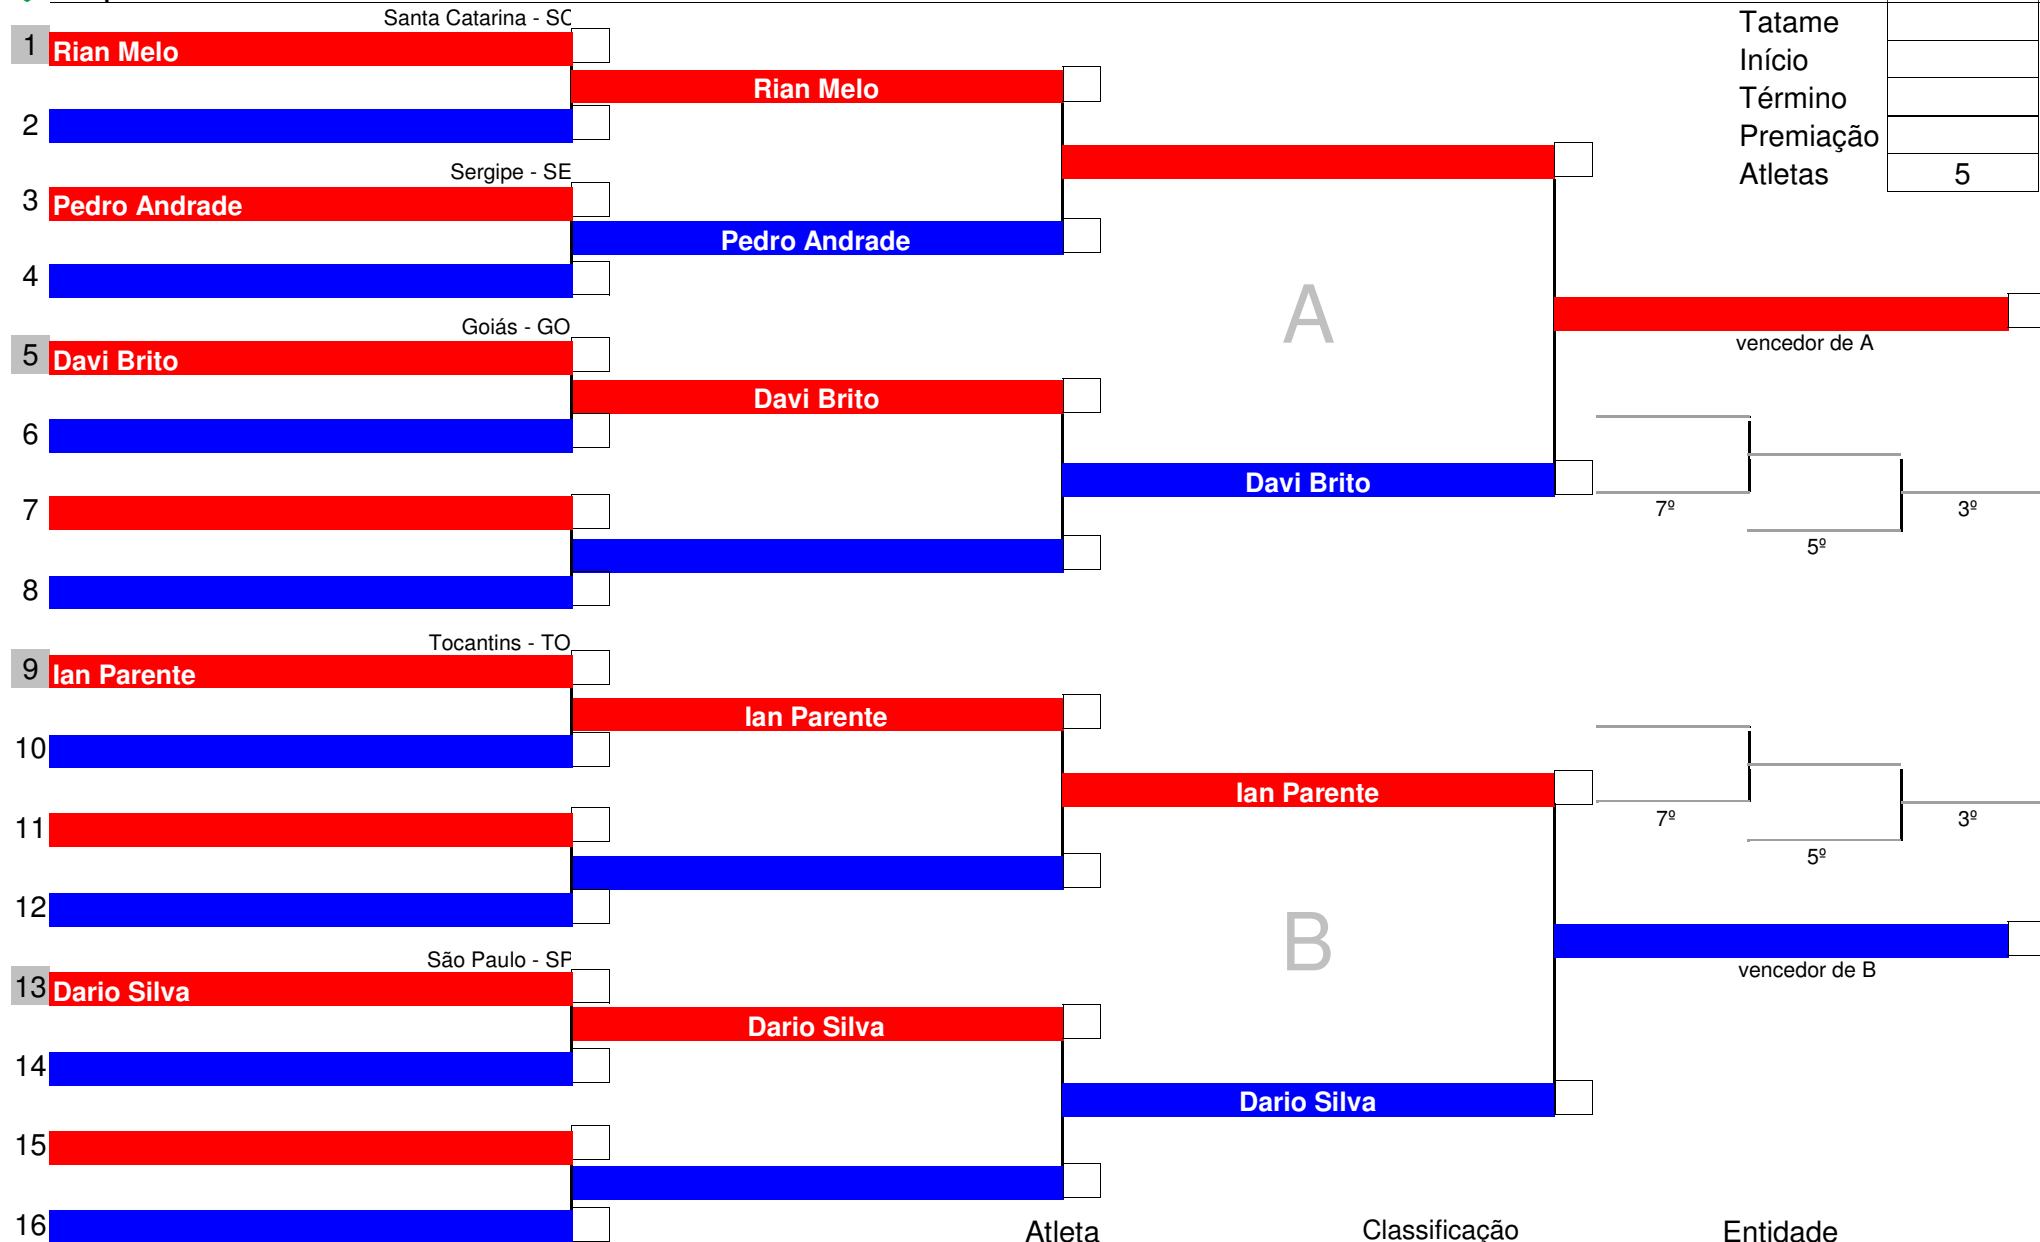 Santa Catarina - SC
1 Rian Melo
Rian Melo
2
Sergipe - SE
3 Pedro Andrade
Pedro Andrade
4
Goiás - GO
5 Davi Brito
Davi Brito
6
Davi Brito
7
8
Tocantins - TO
9 Ian Parente
Ian Parente
10
Ian Parente
11
12
São Paulo - SP
13 Dario Silva
Dario Silva
14
Dario Silva
15
16
A
B
Tatame
Início
Término
Premiação
Atletas 5
vencedor de A
7º
3º
5º
7º
3º
5º
vencedor de B
Atleta Classificação Entidade